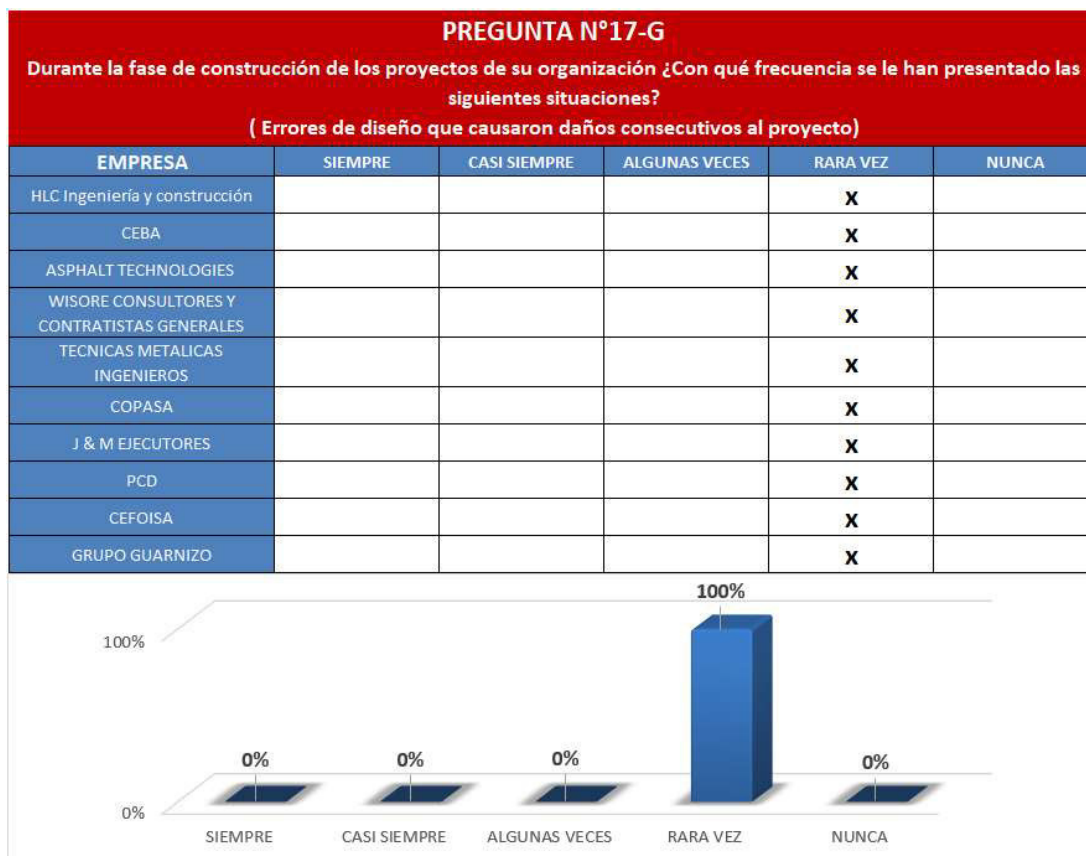 PREGUNTA N°17-G
Durante la fase de construcción de los proyectos de su organización ¿Con qué frecuencia se le han presentado las
siguientes situaciones?
( Errores de diseño que causaron daños consecutivos al proyecto)
EMPRESA SIEMPRE CASI SIEMPRE ALGUNAS VECES RARA VEZ NUNCA
HLC Ingeniería y construcción X
CEBA X
ASPHALT TECHNOLOGIES X
WISORE CONSULTORES Y
CONTRATISTAS GENERALES X
TECNICAS METALICAS
INGENIEROS X
COPASA X
J & M EJECUTORES X
PCD X
CEFOISA X
GRUPO GUARNIZO X
100%
100%
0% 0% 0% 0%
0%
SIEMPRE CASI SIEMPRE ALGUNAS VECES RARA VEZ NUNCA